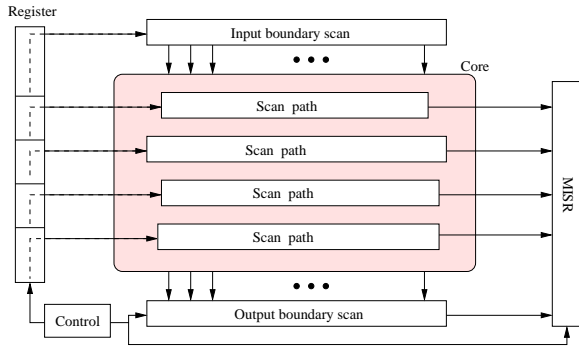 Register
Input boundary scan
Core
Scan path
Scan path
Scan path
Scan path
MISR
Output boundary scan
Control